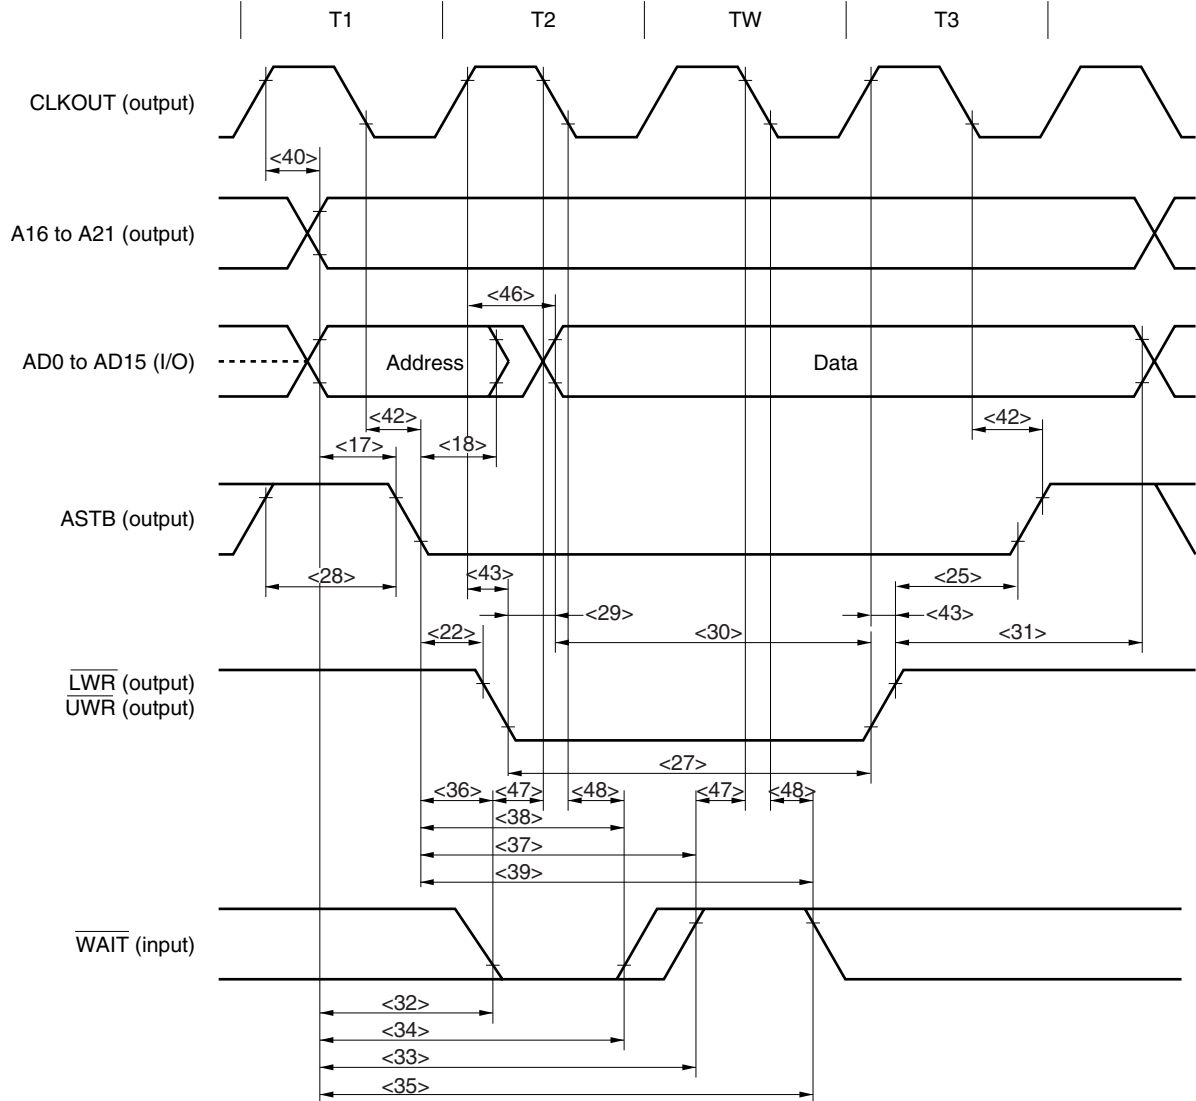 T1 T2 TW T3
CLKOUT (output)
<40>
A16 to A21 (output)
<46>
AD0 to AD15 (I/O)
Address
Data
<42> <42>
<17> <18>
ASTB (output)
<28> <43> <25>
<29> <43>
<22> <30> <31>
LWR (output)
UWR (output)
<27>
<36> <47> <48> <47> <48>
<38>
<37>
<39>
WAIT (input)
<32>
<34>
<33>
<35>